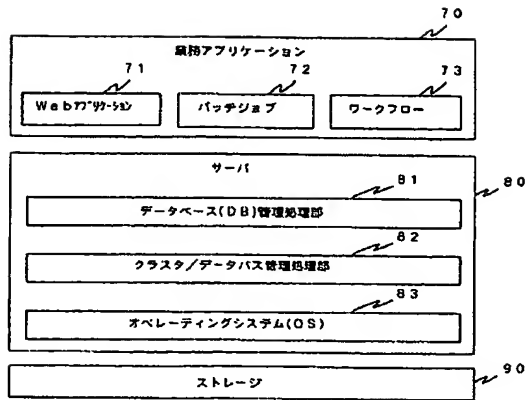 70
業務アプリケーション
71 72 73
Webアプリケーション バッチジョブ ワークフロー
サーバ
80
81
データベース(DB)管理処理部
82
クラスタ/データパス管理処理部
83
オペレーティングシステム(OS)
90
ストレージ